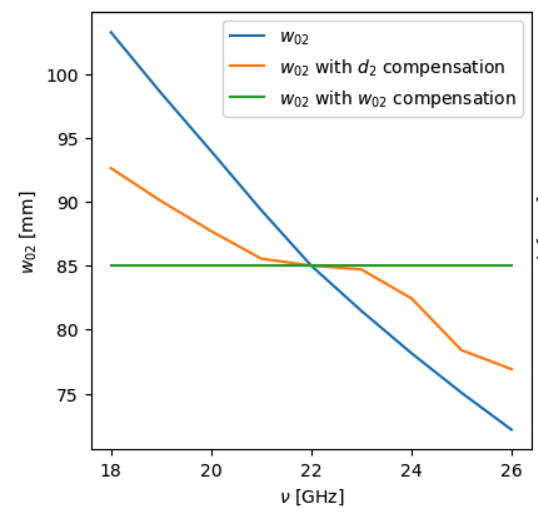 w₀₂
w₀₂ with d₂ compensation
w₀₂ with w₀₂ compensation
100
95
90
85
80
75
w₀₂ [mm]
18 20 22 24 26
ν [GHz]